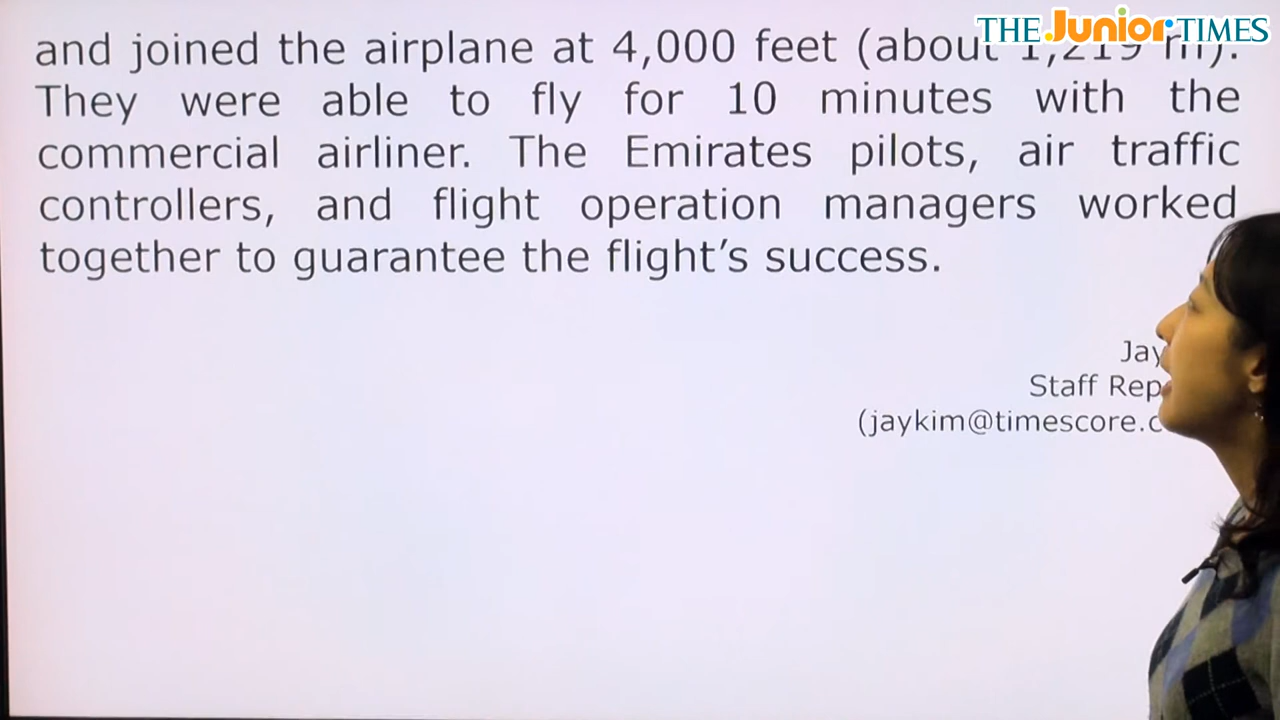 THE Junior TIMES
and joined the airplane at 4,000 feet (about 1,219 m).
They were able to fly for 10 minutes with the
commercial airliner. The Emirates pilots, air traffic
controllers, and flight operation managers worked
together to guarantee the flight's success.
Jay
Staff Rep
(jaykim@timescore.c